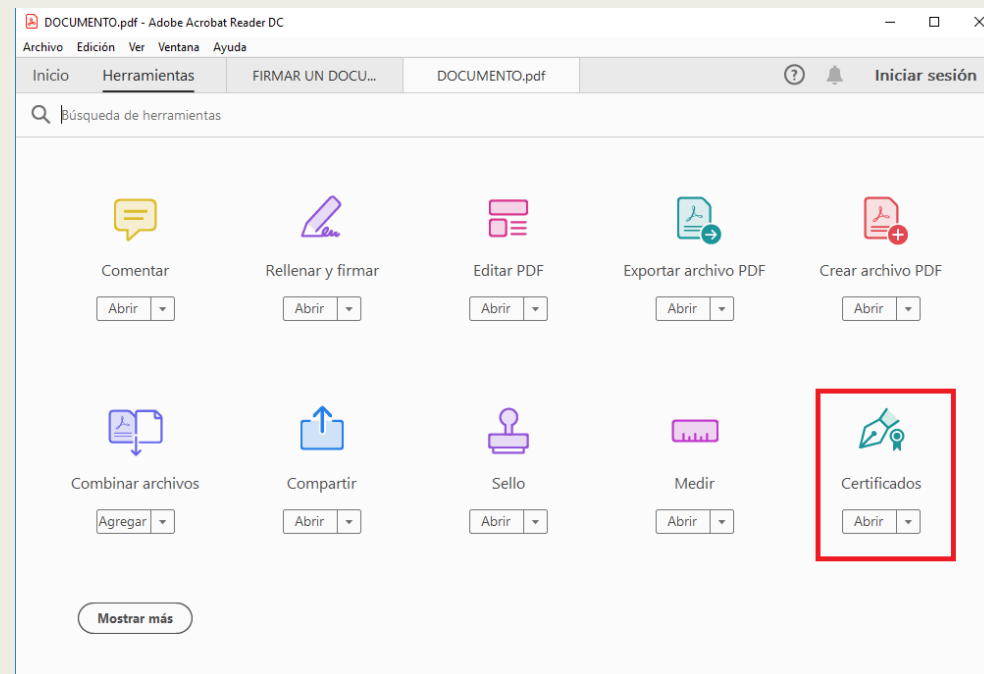 DOCUMENTO.pdf - Adobe Acrobat Reader DC
Archivo Edición Ver Ventana Ayuda
Inicio Herramientas FIRMAR UN DOCU... DOCUMENTO.pdf ? Iniciar sesión
Búsqueda de herramientas
Comentar Rellenar y firmar Editar PDF Exportar archivo PDF Crear archivo PDF
Abrir Abrir Abrir Abrir Abrir
Combinar archivos Compartir Sello Medir Certificados
Agregar Abrir Abrir Abrir Abrir
Mostrar más